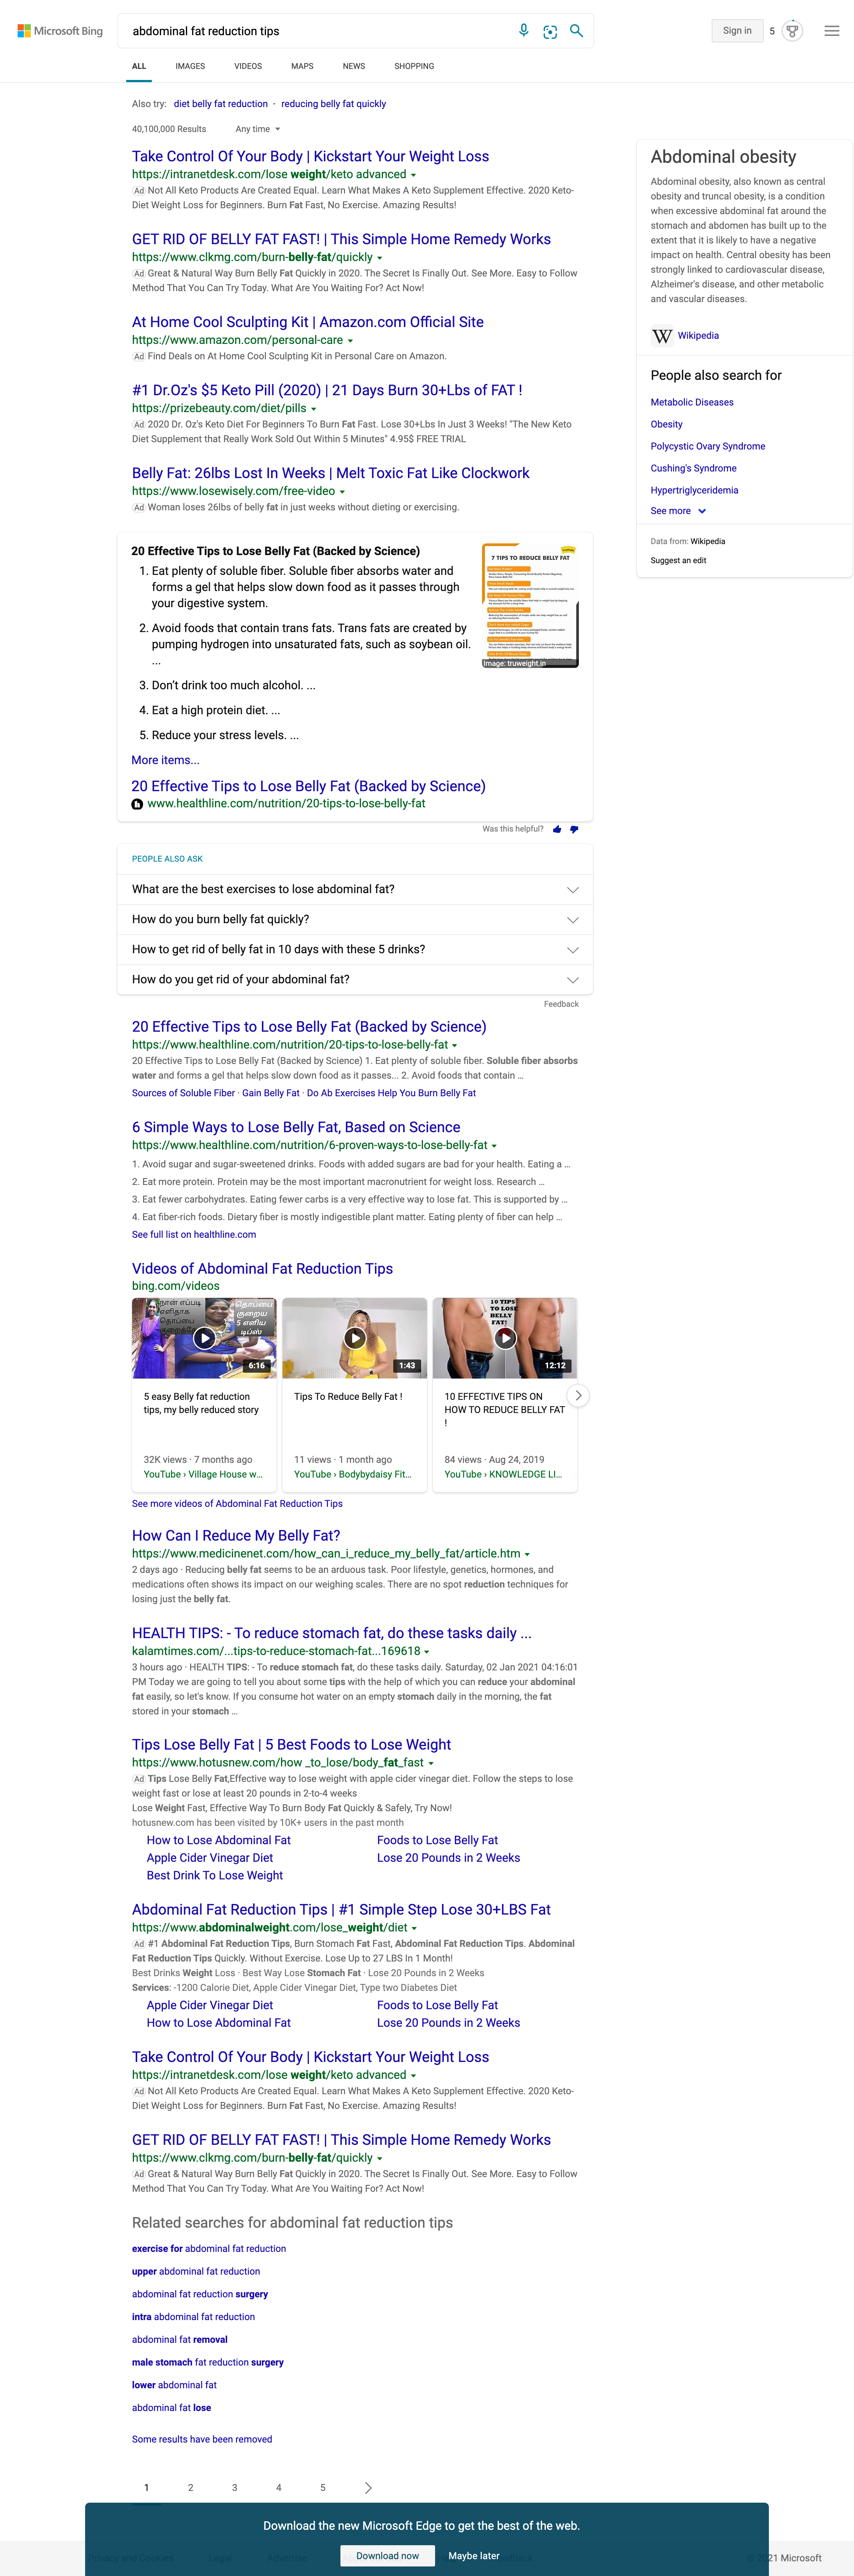 Microsoft Bing
abdominal fat reduction tips
Sign in
5
ALL
IMAGES
VIDEOS
MAPS
NEWS
SHOPPING
Also try: diet belly fat reduction · reducing belly fat quickly
40,100,000 Results
Any time
Take Control Of Your Body | Kickstart Your Weight Loss
https://intranetdesk.com/lose weight/keto advanced
Ad Not All Keto Products Are Created Equal. Learn What Makes A Keto Supplement Effective. 2020 Keto-
Diet Weight Loss for Beginners. Burn Fat Fast, No Exercise. Amazing Results!
GET RID OF BELLY FAT FAST! | This Simple Home Remedy Works
https://www.clkmg.com/burn-belly-fat/quickly
Ad Great & Natural Way Burn Belly Fat Quickly in 2020. The Secret Is Finally Out. See More. Easy to Follow
Method That You Can Try Today. What Are You Waiting For? Act Now!
At Home Cool Sculpting Kit | Amazon.com Official Site
https://www.amazon.com/personal-care
Ad Find Deals on At Home Cool Sculpting Kit in Personal Care on Amazon.
#1 Dr.Oz's $5 Keto Pill (2020) | 21 Days Burn 30+Lbs of FAT !
https://prizebeauty.com/diet/pills
Ad 2020 Dr. Oz's Keto Diet For Beginners To Burn Fat Fast. Lose 30+Lbs In Just 3 Weeks! "The New Keto
Diet Supplement that Really Work Sold Out Within 5 Minutes" 4.95$ FREE TRIAL
Belly Fat: 26lbs Lost In Weeks | Melt Toxic Fat Like Clockwork
https://www.losewisely.com/free-video
Ad Woman loses 26lbs of belly fat in just weeks without dieting or exercising.
20 Effective Tips to Lose Belly Fat (Backed by Science)
1. Eat plenty of soluble fiber. Soluble fiber absorbs water and
forms a gel that helps slow down food as it passes through
your digestive system.
2. Avoid foods that contain trans fats. Trans fats are created by
pumping hydrogen into unsaturated fats, such as soybean oil.
...
3. Don't drink too much alcohol. ...
4. Eat a high protein diet. ...
5. Reduce your stress levels. ...
7 TIPS TO REDUCE BELLY FAT
Image: truweight.in
More items...
20 Effective Tips to Lose Belly Fat (Backed by Science)
www.healthline.com/nutrition/20-tips-to-lose-belly-fat
Was this helpful?
PEOPLE ALSO ASK
What are the best exercises to lose abdominal fat?
How do you burn belly fat quickly?
How to get rid of belly fat in 10 days with these 5 drinks?
How do you get rid of your abdominal fat?
Feedback
20 Effective Tips to Lose Belly Fat (Backed by Science)
https://www.healthline.com/nutrition/20-tips-to-lose-belly-fat
20 Effective Tips to Lose Belly Fat (Backed by Science) 1. Eat plenty of soluble fiber. Soluble fiber absorbs
water and forms a gel that helps slow down food as it passes... 2. Avoid foods that contain ...
Sources of Soluble Fiber · Gain Belly Fat · Do Ab Exercises Help You Burn Belly Fat
6 Simple Ways to Lose Belly Fat, Based on Science
https://www.healthline.com/nutrition/6-proven-ways-to-lose-belly-fat
1. Avoid sugar and sugar-sweetened drinks. Foods with added sugars are bad for your health. Eating a ...
2. Eat more protein. Protein may be the most important macronutrient for weight loss. Research ...
3. Eat fewer carbohydrates. Eating fewer carbs is a very effective way to lose fat. This is supported by ...
4. Eat fiber-rich foods. Dietary fiber is mostly indigestible plant matter. Eating plenty of fiber can help ...
See full list on healthline.com
Videos of Abdominal Fat Reduction Tips
bing.com/videos
நான் எப்படி
எளிதாக
தொப்பை
தொப்பை
குறைய
5 எளிய
டிப்ஸ்
6:16
1:43
10 TIPS
TO LOSE
BELLY
FAT!
12:12
5 easy Belly fat reduction
tips, my belly reduced story
32K views · 7 months ago
YouTube › Village House w...
Tips To Reduce Belly Fat !
11 views · 1 month ago
YouTube › Bodybydaisy Fit...
10 EFFECTIVE TIPS ON
HOW TO REDUCE BELLY FAT
!
84 views · Aug 24, 2019
YouTube › KNOWLEDGE LI...
See more videos of Abdominal Fat Reduction Tips
How Can I Reduce My Belly Fat?
https://www.medicinenet.com/how_can_i_reduce_my_belly_fat/article.htm
2 days ago · Reducing belly fat seems to be an arduous task. Poor lifestyle, genetics, hormones, and
medications often shows its impact on our weighing scales. There are no spot reduction techniques for
losing just the belly fat.
HEALTH TIPS: - To reduce stomach fat, do these tasks daily ...
kalamtimes.com/...tips-to-reduce-stomach-fat...169618
3 hours ago · HEALTH TIPS: - To reduce stomach fat, do these tasks daily. Saturday, 02 Jan 2021 04:16:01
PM Today we are going to tell you about some tips with the help of which you can reduce your abdominal
fat easily, so let's know. If you consume hot water on an empty stomach daily in the morning, the fat
stored in your stomach ...
Tips Lose Belly Fat | 5 Best Foods to Lose Weight
https://www.hotusnew.com/how _to_lose/body_fat_fast
Ad Tips Lose Belly Fat,Effective way to lose weight with apple cider vinegar diet. Follow the steps to lose
weight fast or lose at least 20 pounds in 2-to-4 weeks
Lose Weight Fast, Effective Way To Burn Body Fat Quickly & Safely, Try Now!
hotusnew.com has been visited by 10K+ users in the past month
How to Lose Abdominal Fat
Foods to Lose Belly Fat
Apple Cider Vinegar Diet
Lose 20 Pounds in 2 Weeks
Best Drink To Lose Weight
Abdominal Fat Reduction Tips | #1 Simple Step Lose 30+LBS Fat
https://www.abdominalweight.com/lose_weight/diet
Ad #1 Abdominal Fat Reduction Tips, Burn Stomach Fat Fast, Abdominal Fat Reduction Tips. Abdominal
Fat Reduction Tips Quickly. Without Exercise. Lose Up to 27 LBS In 1 Month!
Best Drinks Weight Loss · Best Way Lose Stomach Fat · Lose 20 Pounds in 2 Weeks
Services: -1200 Calorie Diet, Apple Cider Vinegar Diet, Type two Diabetes Diet
Apple Cider Vinegar Diet
Foods to Lose Belly Fat
How to Lose Abdominal Fat
Lose 20 Pounds in 2 Weeks
Take Control Of Your Body | Kickstart Your Weight Loss
https://intranetdesk.com/lose weight/keto advanced
Ad Not All Keto Products Are Created Equal. Learn What Makes A Keto Supplement Effective. 2020 Keto-
Diet Weight Loss for Beginners. Burn Fat Fast, No Exercise. Amazing Results!
GET RID OF BELLY FAT FAST! | This Simple Home Remedy Works
https://www.clkmg.com/burn-belly-fat/quickly
Ad Great & Natural Way Burn Belly Fat Quickly in 2020. The Secret Is Finally Out. See More. Easy to Follow
Method That You Can Try Today. What Are You Waiting For? Act Now!
Related searches for abdominal fat reduction tips
exercise for abdominal fat reduction
upper abdominal fat reduction
abdominal fat reduction surgery
intra abdominal fat reduction
abdominal fat removal
male stomach fat reduction surgery
lower abdominal fat
abdominal fat lose
Some results have been removed
1
2
3
4
5
Abdominal obesity
Abdominal obesity, also known as central
obesity and truncal obesity, is a condition
when excessive abdominal fat around the
stomach and abdomen has built up to the
extent that it is likely to have a negative
impact on health. Central obesity has been
strongly linked to cardiovascular disease,
Alzheimer's disease, and other metabolic
and vascular diseases.
W Wikipedia
People also search for
Metabolic Diseases
Obesity
Polycystic Ovary Syndrome
Cushing's Syndrome
Hypertriglyceridemia
See more
Data from: Wikipedia
Suggest an edit
Download the new Microsoft Edge to get the best of the web.
Download now
Maybe later
21 Microsoft